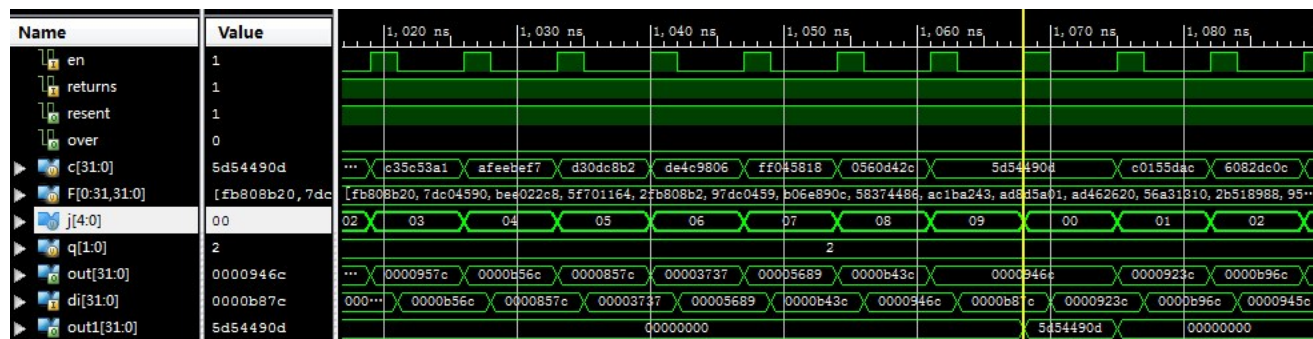 Name Value 1,020 ns 1,030 ns 1,040 ns 1,050 ns 1,060 ns 1,070 ns 1,080 ns
en 1
returns 1
resent 1
over 0
c[31:0] 5d54490d ... c35c53a1 afeebef7 d30dc8b2 de4c9806 ff045818 0560d42c 5d54490d c0155dac 6082dc0c
F[0:31,31:0] [fb808b20,7dc [fb808b20, 7dc04590, bee022c8, 5f701164, 2fb808b2, 97dc0459, b06e890c, 58374486, ac1ba243, ad8d5a01, ad462620, 56a31310, 2b518988, 95...
j[4:0] 00 02 03 04 05 06 07 08 09 00 01 02
q[1:0] 2 2
out[31:0] 0000946c ... 0000957c 0000b56c 0000857c 00003737 00005689 0000b43c 0000946c 0000923c 0000b96c
di[31:0] 0000b87c 000... 0000b56c 0000857c 00003737 00005689 0000b43c 0000946c 0000b87c 0000923c 0000b96c 0000945c
out1[31:0] 5d54490d 00000000 5d54490d 00000000